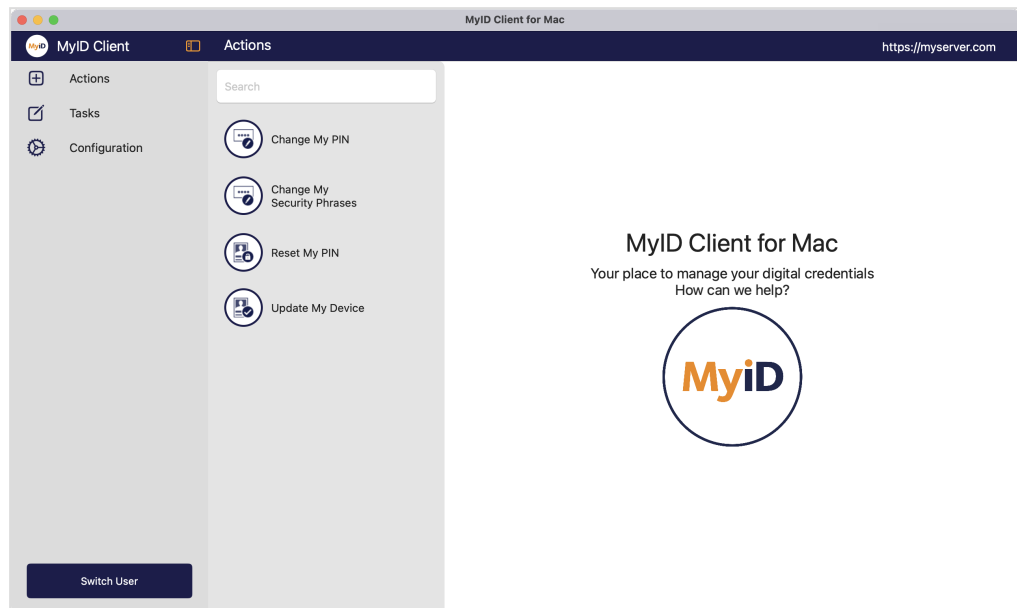 MyID Client for Mac
MyiD MyID Client
Actions
https://myserver.com
Actions
Tasks
Configuration
Switch User
Search
Change My PIN
Change My
Security Phrases
Reset My PIN
Update My Device
MyID Client for Mac
Your place to manage your digital credentials
How can we help?
MyiD